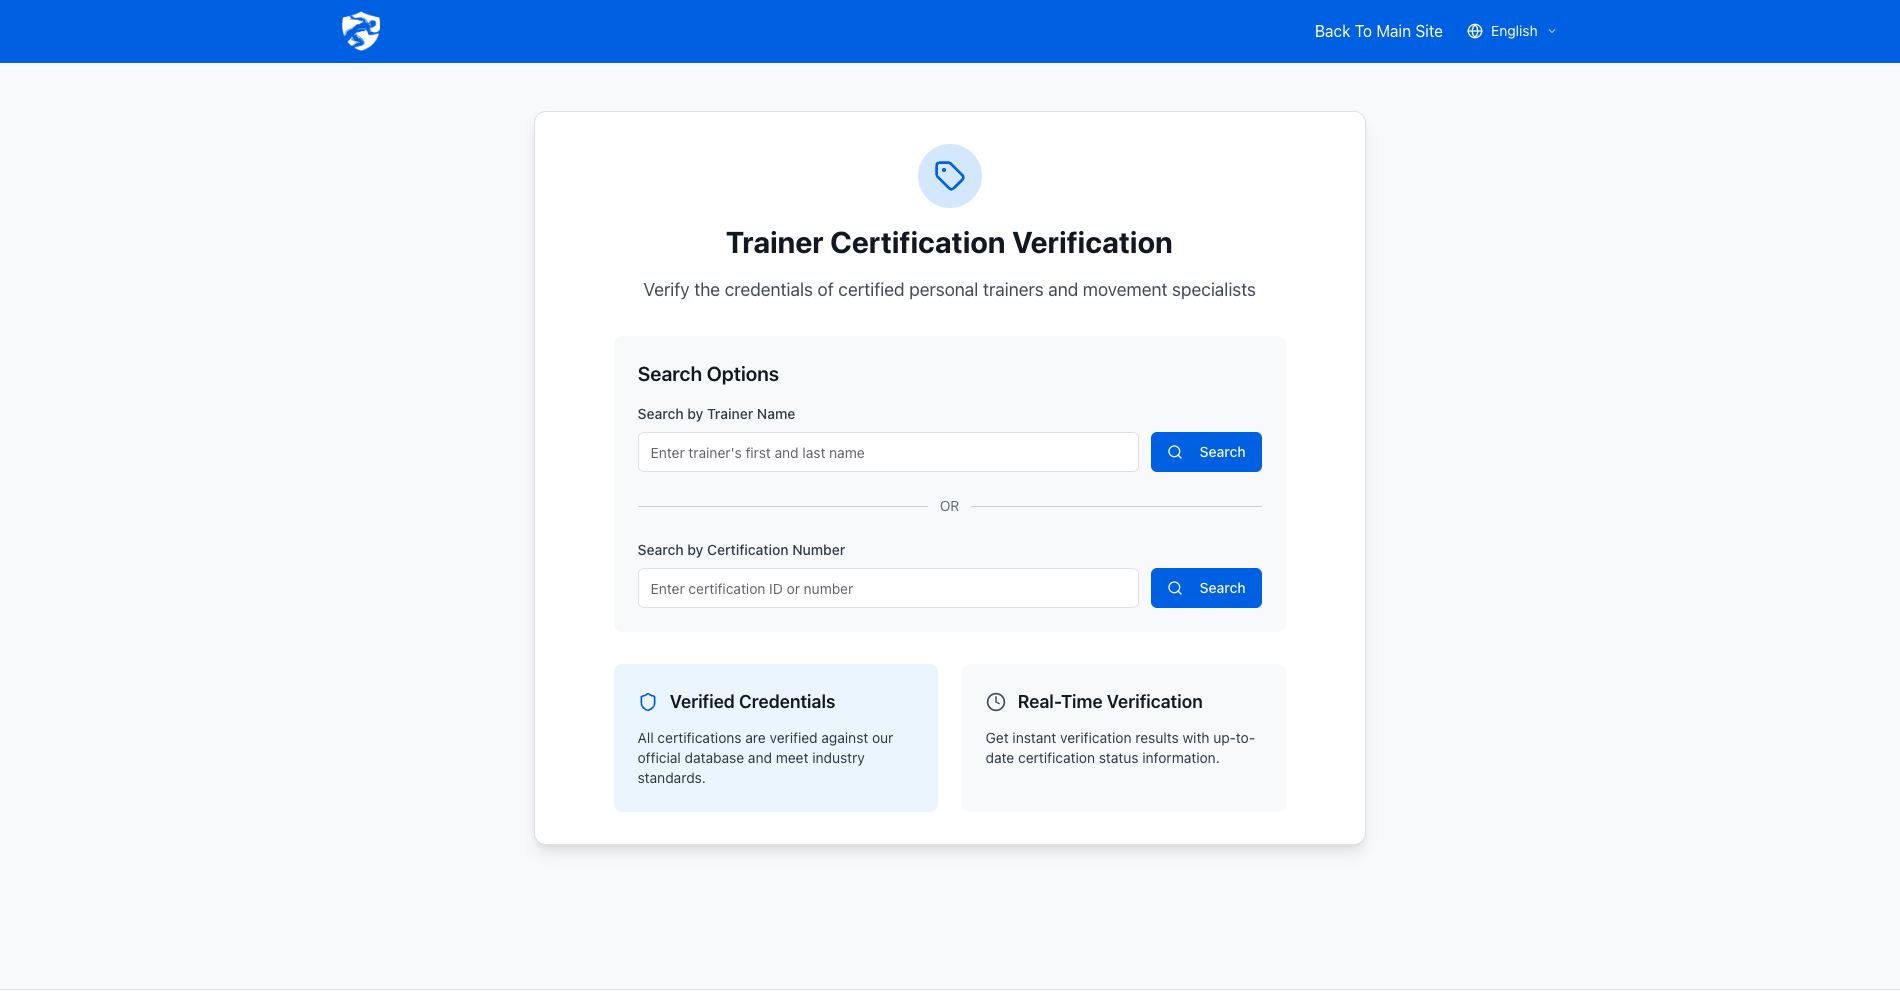 Back To Main Site
English
Trainer Certification Verification
Verify the credentials of certified personal trainers and movement specialists
Search Options
Search by Trainer Name
Enter trainer's first and last name
Search
OR
Search by Certification Number
Enter certification ID or number
Search
Verified Credentials
All certifications are verified against our
official database and meet industry
standards.
Real-Time Verification
Get instant verification results with up-to-
date certification status information.